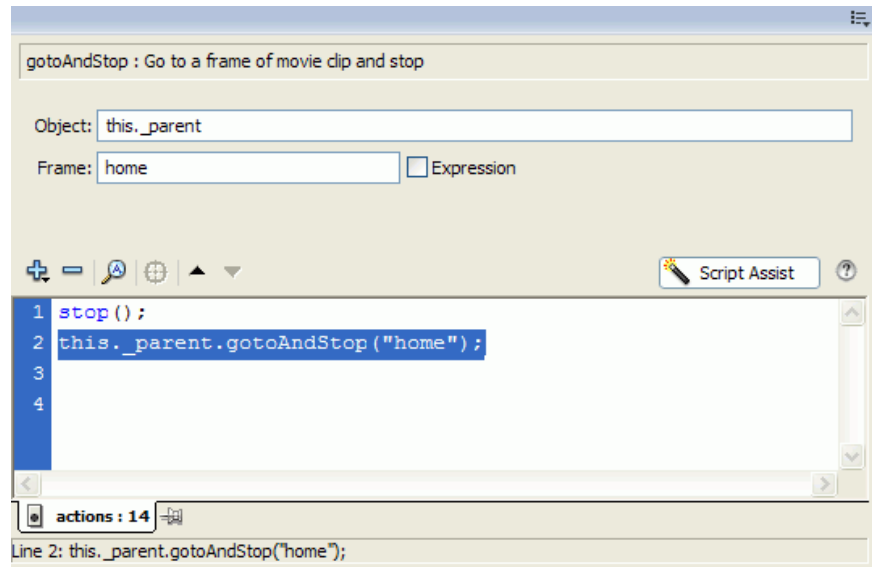 gotoAndStop : Go to a frame of movie clip and stop
Object: this._parent
Frame: home Expression
Script Assist
1 stop();
2 this._parent.gotoAndStop("home");
3
4
actions : 14
Line 2: this._parent.gotoAndStop("home");